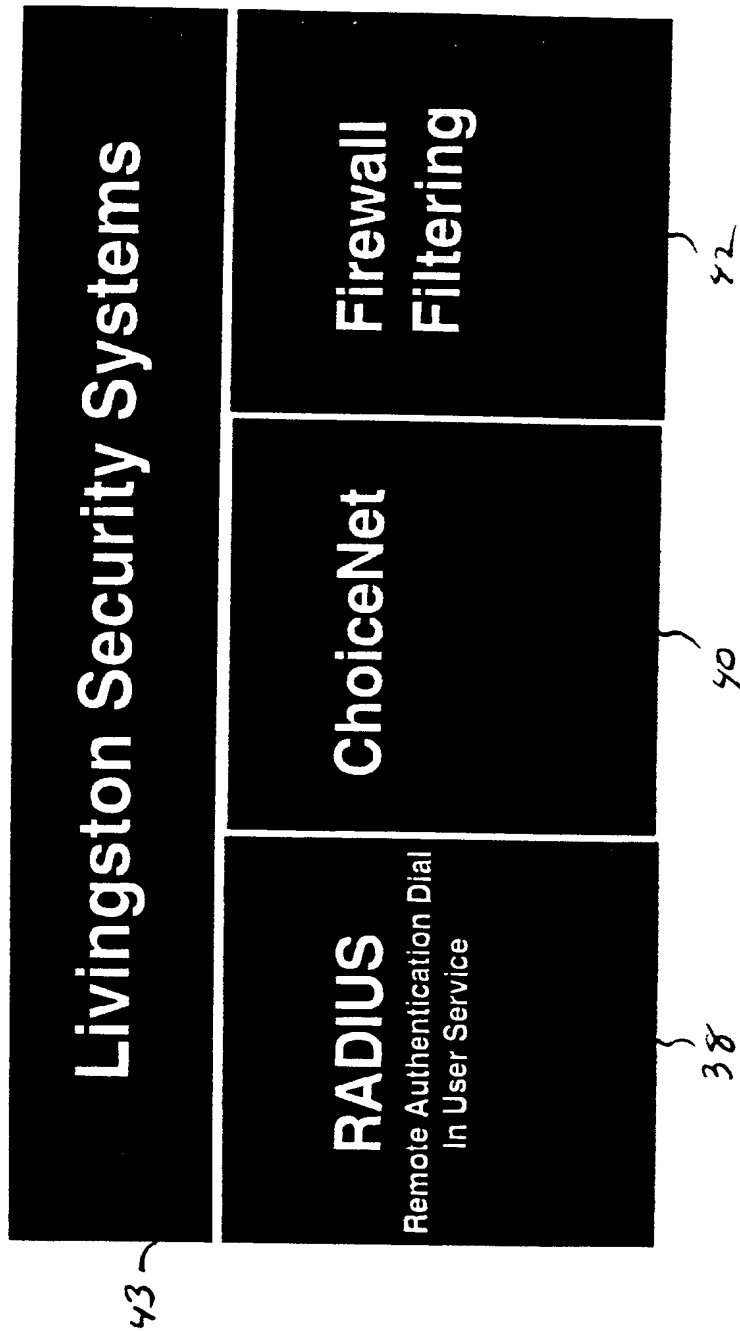 Livingston Security Systems
43
RADIUS
Remote Authentication Dial
In User Service
38
ChoiceNet
40
Firewall
Filtering
42